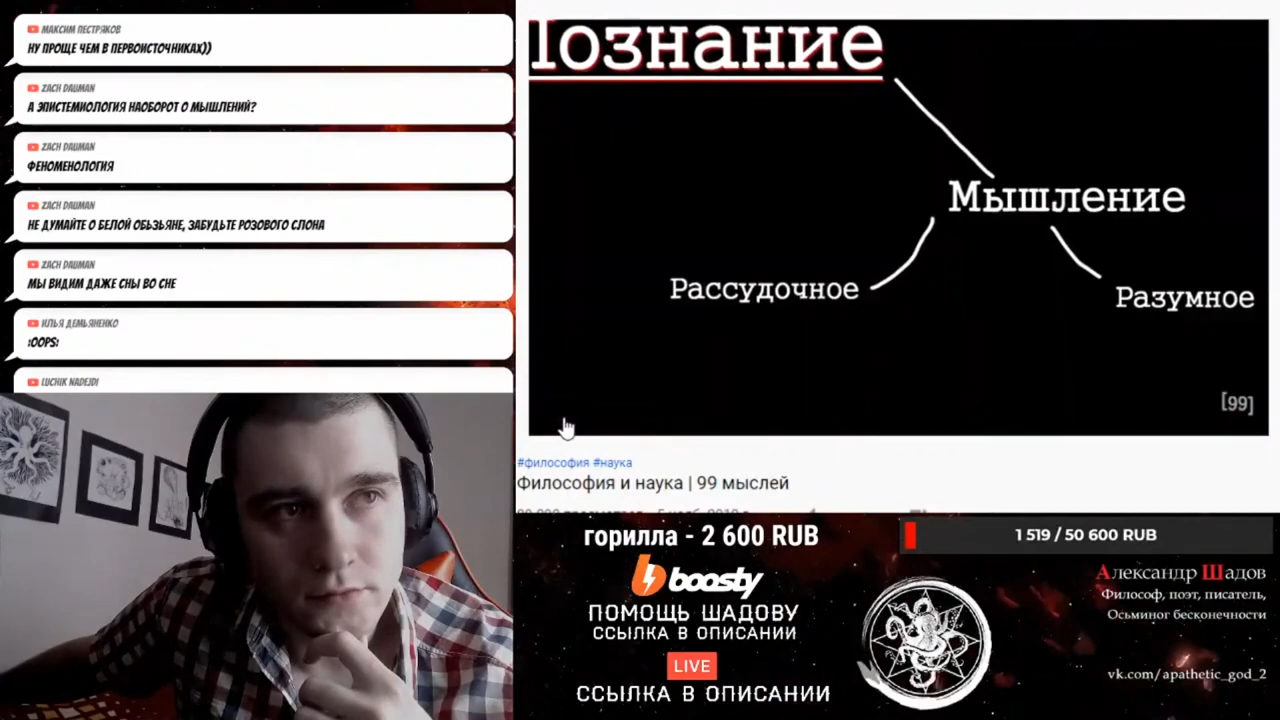 МАКСИМ ПЕСТРЯКОВ
НУ ПРОЩЕ ЧЕМ В ПЕРВОИСТОЧНИКАХ))
ZACH DAUMAN
А ЭПИСТЕМИОЛОГИЯ НАОБОРОТ О МЫШЛЕНИЙ?
ZACH DAUMAN
ФЕНОМЕНОЛОГИЯ
ZACH DAUMAN
НЕ ДУМАЙТЕ О БЕЛОЙ ОБЬЗЬЯНЕ, ЗАБУДЬТЕ РОЗОВОГО СЛОНА
ZACH DAUMAN
МЫ ВИДИМ ДАЖЕ СНЫ ВО СНЕ
ИЛЬЯ ДЕМЬЯНЕНКО
:OOPS:
LUCHIK NADEJDI
Познание
Мышление
Рассудочное
Разумное
[99]
#философия #наука
Философия и наука | 99 мыслей
горилла - 2 600 RUB
boosty
ПОМОЩЬ ШАДОВУ
ССЫЛКА В ОПИСАНИИ
LIVE
ССЫЛКА В ОПИСАНИИ
1 519 / 50 600 RUB
Александр Шадов
Философ, поэт, писатель,
Осьминог бесконечности
vk.com/apathetic_god_2